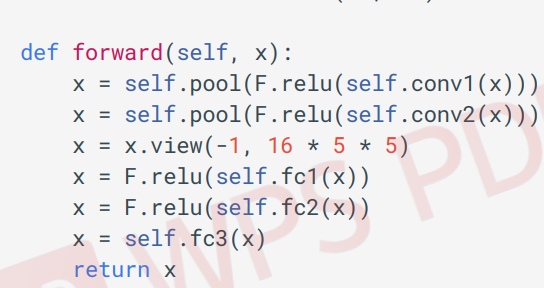 def forward(self, x):
    x = self.pool(F.relu(self.conv1(x)))
    x = self.pool(F.relu(self.conv2(x)))
    x = x.view(-1, 16 * 5 * 5)
    x = F.relu(self.fc1(x))
    x = F.relu(self.fc2(x))
    x = self.fc3(x)
    return x
WPS PD